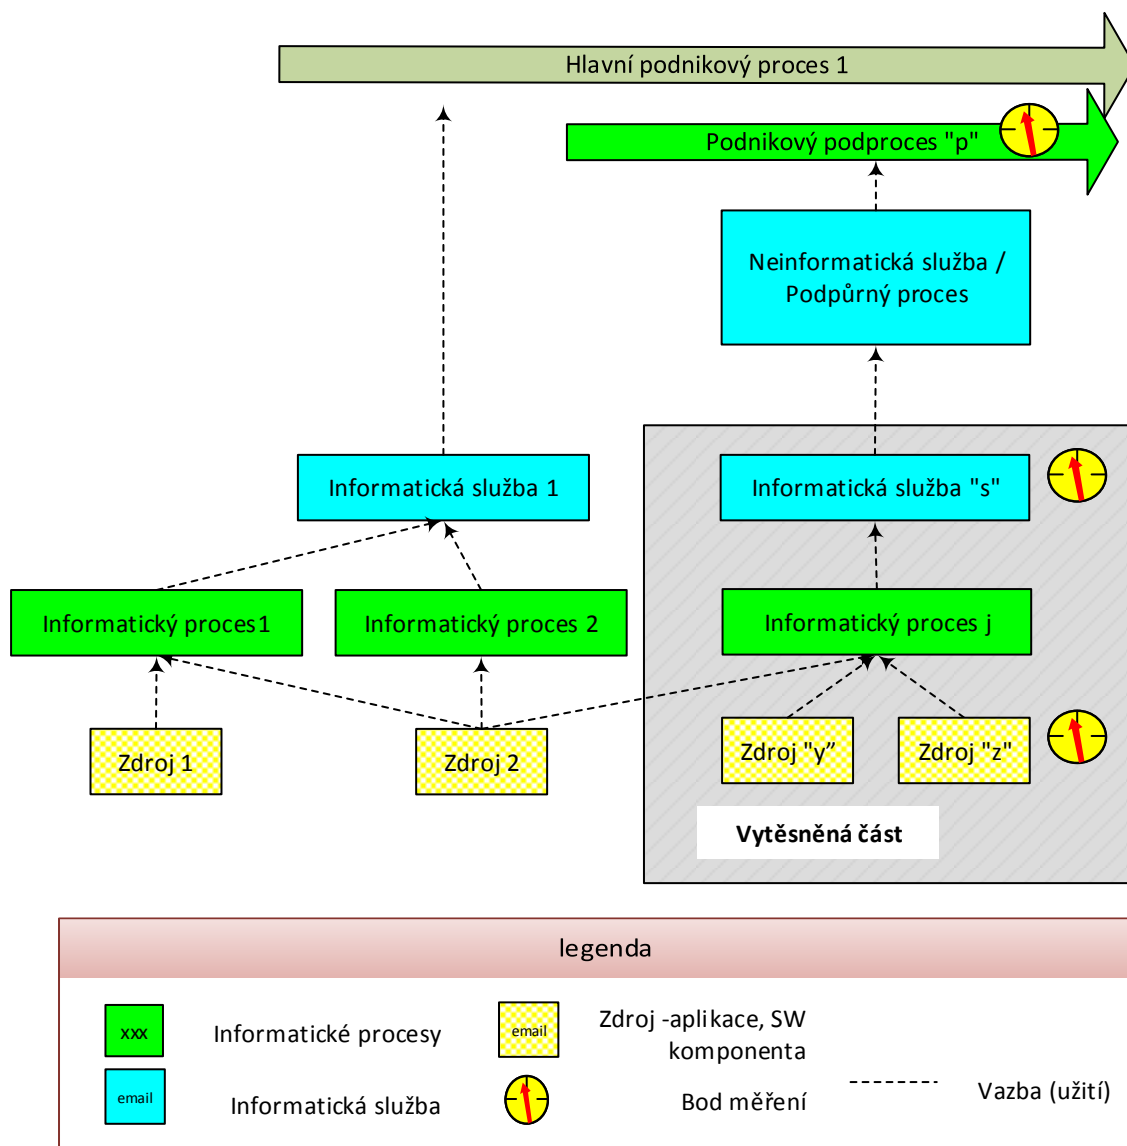 Hlavní podnikový proces 1
Podnikový podproces "p"
Neinformatická služba /
Podpůrný proces
Informatická služba 1
Informatická služba "s"
Informatický proces1
Informatický proces 2
Informatický proces j
Zdroj 1
Zdroj 2
Zdroj "y”
Zdroj "z"
Vytěsněná část
legenda
xxx
Informatické procesy
email
Zdroj -aplikace, SW
komponenta
email
Informatická služba
Bod měření
Vazba (užití)